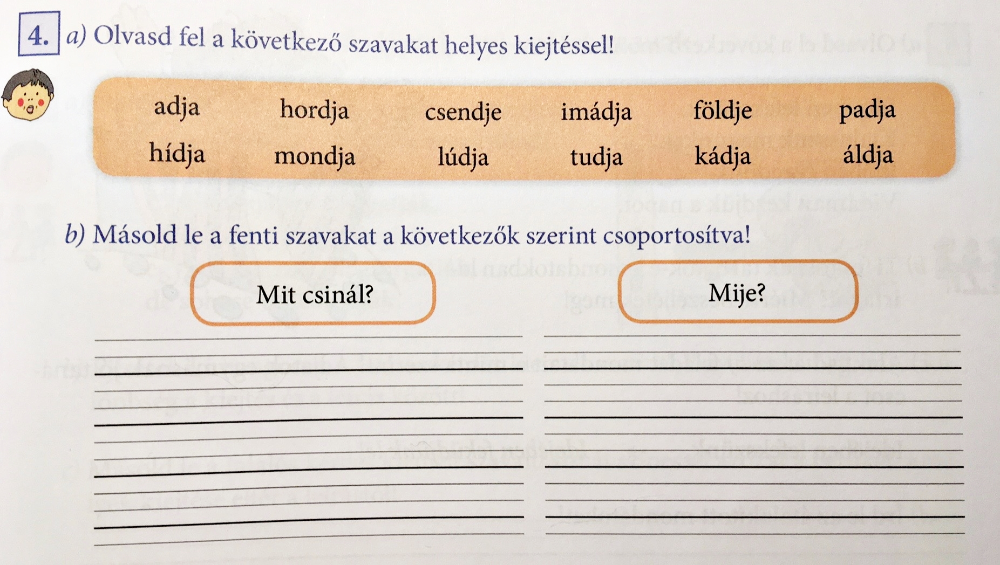 4. a) Olvasd fel a következő szavakat helyes kiejtéssel!
adja hordja csendje imádja földje padja
hídja mondja lúdja tudja kádja áldja
b) Másold le a fenti szavakat a következők szerint csoportosítva!
Mit csinál? Mije?